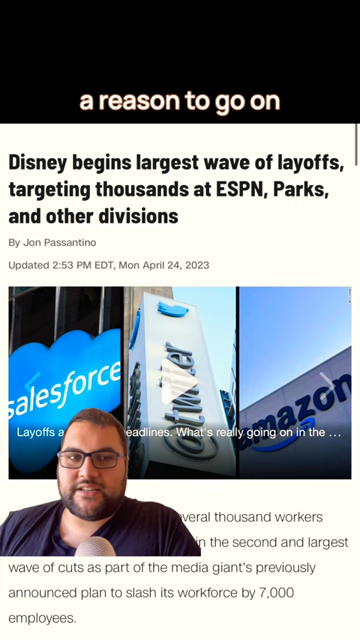 a reason to go on
Disney begins largest wave of layoffs,
targeting thousands at ESPN, Parks,
and other divisions
By Jon Passantino
Updated 2:53 PM EDT, Mon April 24, 2023
salesforce
twitter
amazon
Layoffs a eadlines. What's really going on in the ...
everal thousand workers
in the second and largest
wave of cuts as part of the media giant's previously
announced plan to slash its workforce by 7,000
employees.